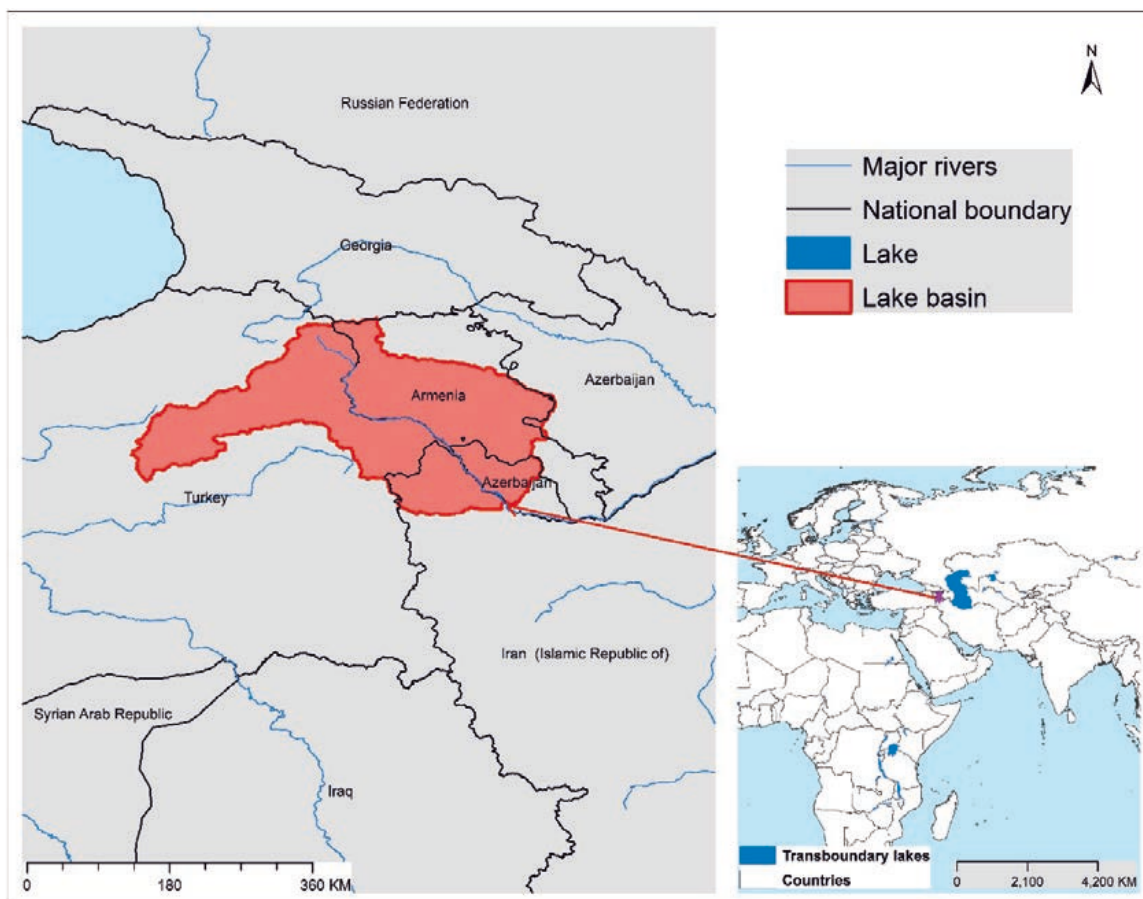 Russian Federation
Georgia
Armenia
Azerbaijan
Azerbaijan
Turkey
Iran (Islamic Republic of)
Syrian Arab Republic
Iraq
0 180 360 KM
N
Major rivers
National boundary
Lake
Lake basin
Transboundary lakes
Countries
0 2,100 4,200 KM